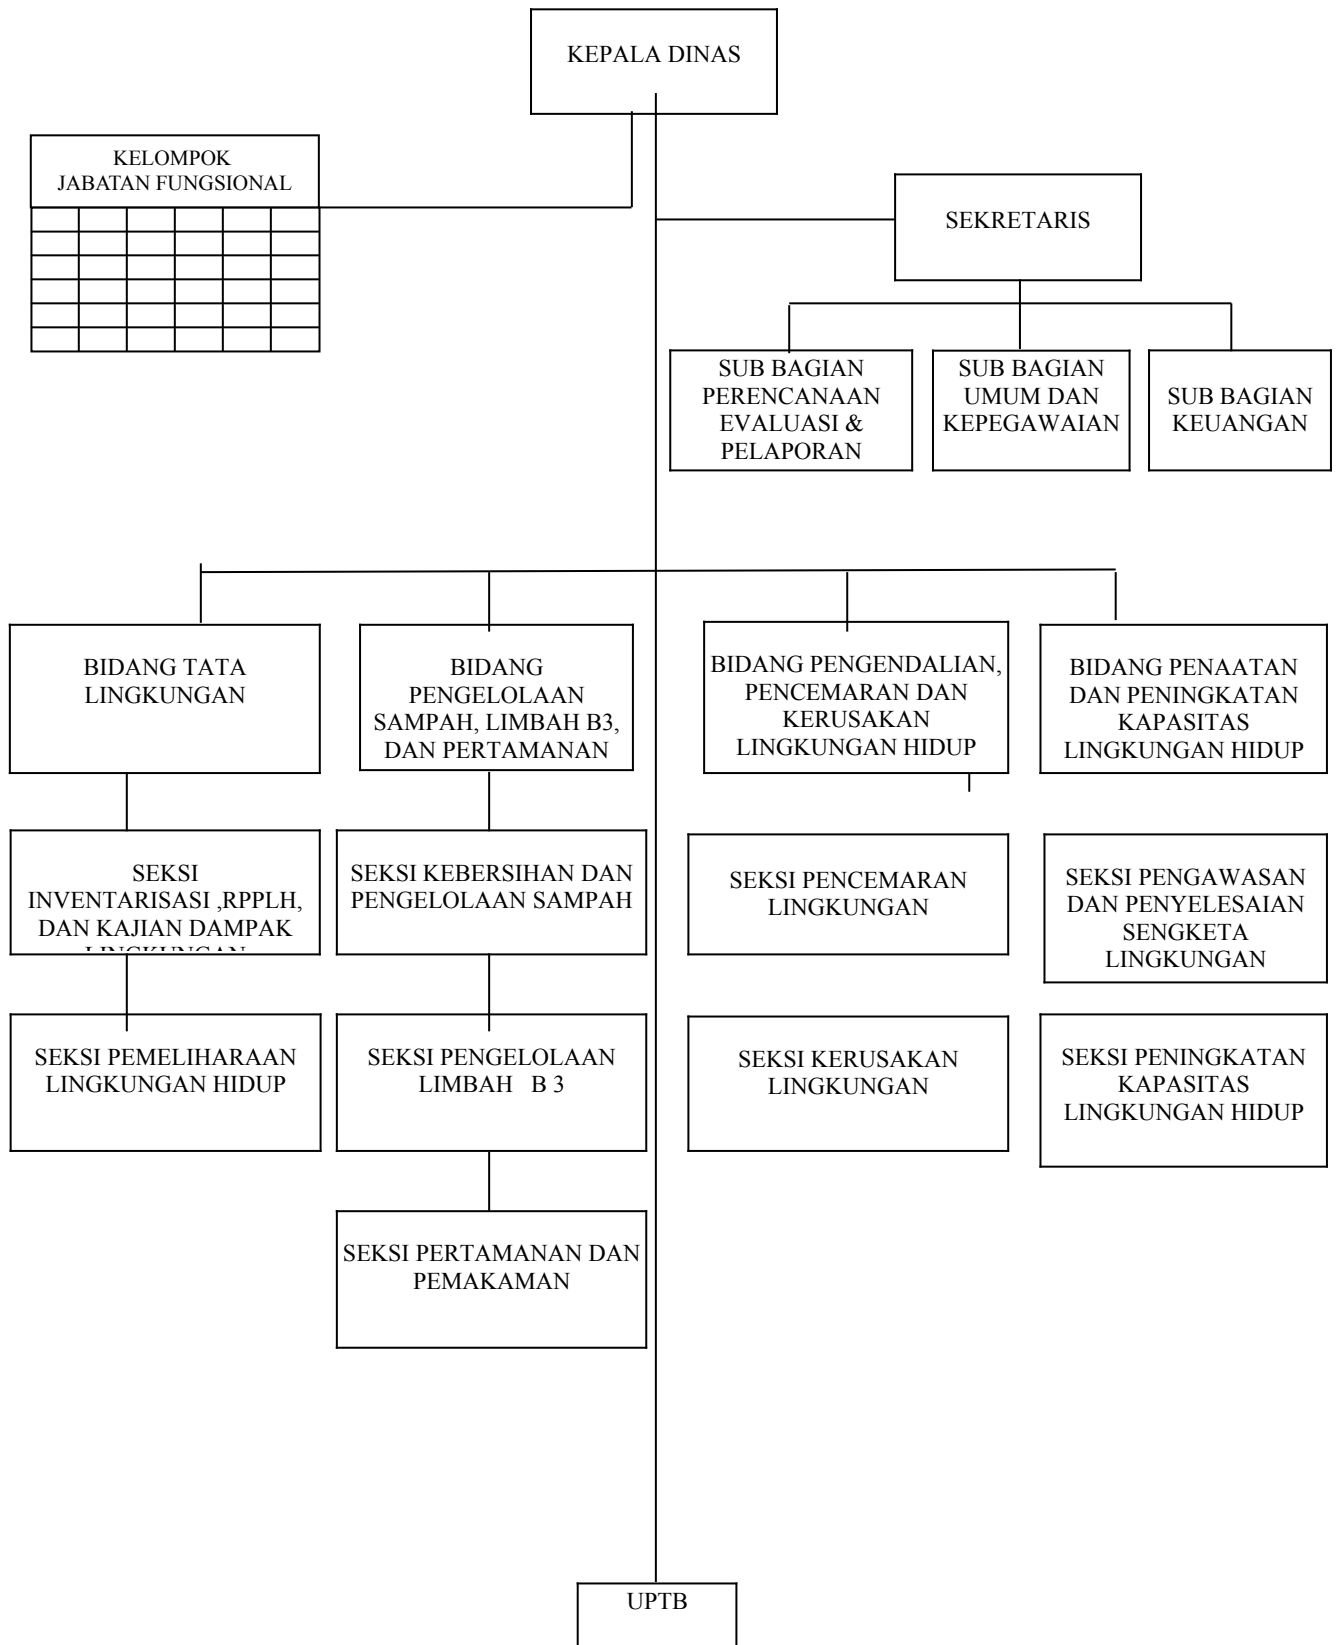 KEPALA DINAS
KELOMPOK
JABATAN FUNGSIONAL
SEKRETARIS
SUB BAGIAN
PERENCANAAN
EVALUASI &
PELAPORAN
SUB BAGIAN
UMUM DAN
KEPEGAWAIAN
SUB BAGIAN
KEUANGAN
BIDANG TATA
LINGKUNGAN
BIDANG
PENGELOLAAN
SAMPAH, LIMBAH B3,
DAN PERTAMANAN
BIDANG PENGENDALIAN,
PENCEMARAN DAN
KERUSAKAN
LINGKUNGAN HIDUP
BIDANG PENAATAN
DAN PENINGKATAN
KAPASITAS
LINGKUNGAN HIDUP
SEKSI
INVENTARISASI ,RPPLH,
DAN KAJIAN DAMPAK
LINGKUNGAN
SEKSI KEBERSIHAN DAN
PENGELOLAAN SAMPAH
SEKSI PENCEMARAN
LINGKUNGAN
SEKSI PENGAWASAN
DAN PENYELESAIAN
SENGKETA
LINGKUNGAN
SEKSI PEMELIHARAAN
LINGKUNGAN HIDUP
SEKSI PENGELOLAAN
LIMBAH B 3
SEKSI KERUSAKAN
LINGKUNGAN
SEKSI PENINGKATAN
KAPASITAS
LINGKUNGAN HIDUP
SEKSI PERTAMANAN DAN
PEMAKAMAN
UPTB